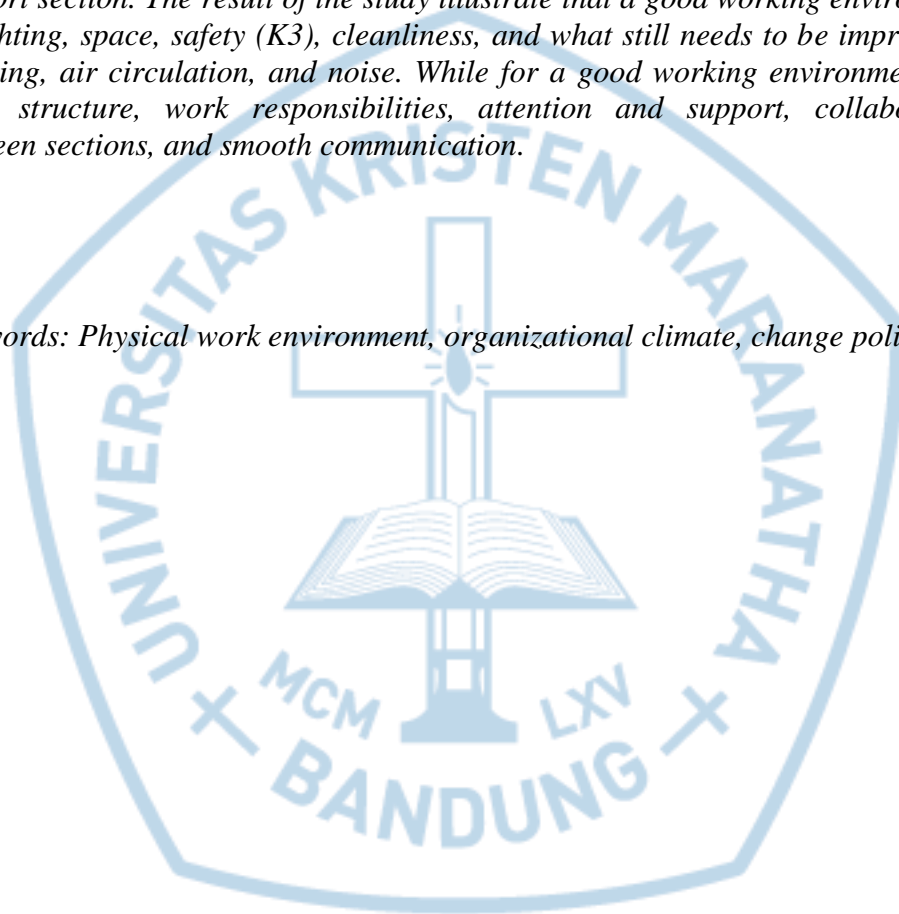 ort section. The result of the study illustrate that a good working enviro
hting, space, safety (K3), cleanliness, and what still needs to be impr
ing, air circulation, and noise. While for a good working environme
structure, work responsibilities, attention and support, collabo
een sections, and smooth communication.
UNIVERSITAS KRISTEN MARANATHA
vords: Physical work environment, organizational climate, change poli
MCM LXV
+ BANDUNG +